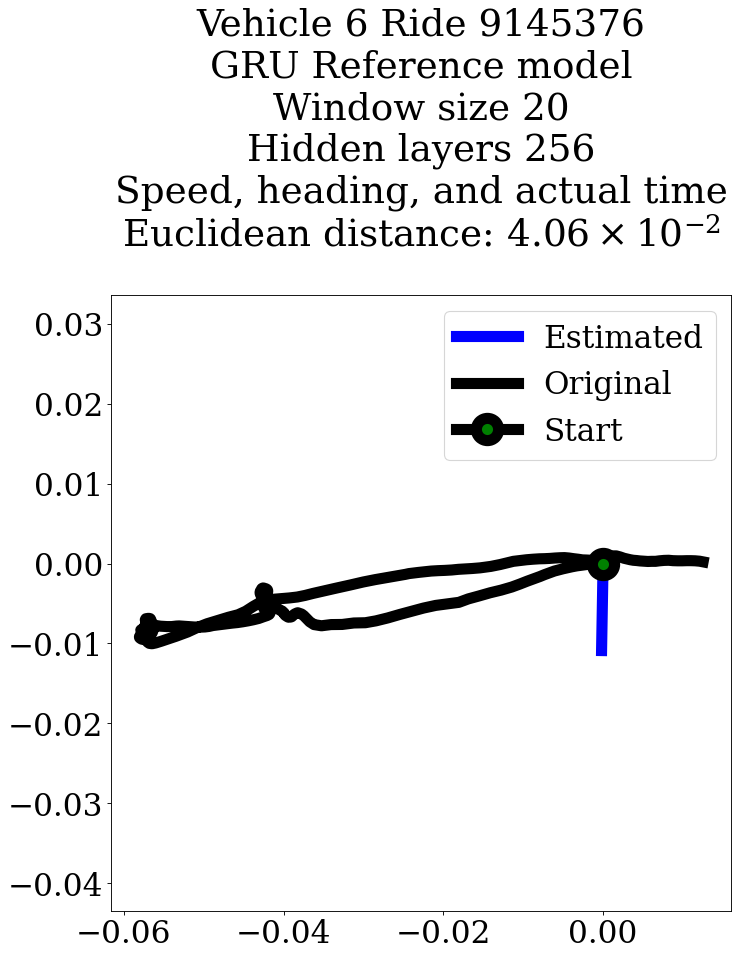 Vehicle 6 Ride 9145376
GRU Reference model
Window size 20
Hidden layers 256
Speed, heading, and actual time
Euclidean distance: 4.06 × 10⁻²
Estimated
Original
Start
0.03
0.02
0.01
0.00
−0.01
−0.02
−0.03
−0.04
−0.06 −0.04 −0.02 0.00